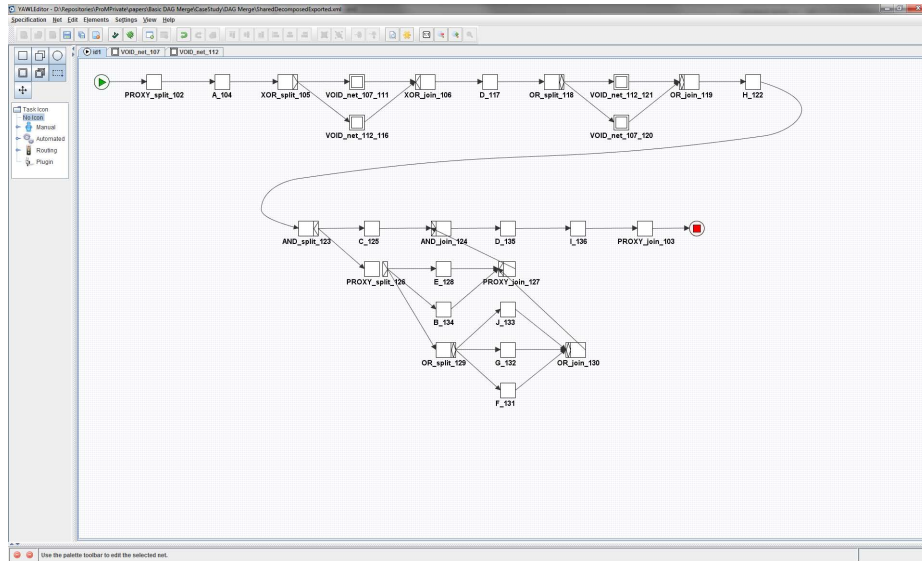 YAWLEditor - D:\Repositories\ProMPrivate\papers\Basic DAG Merge\CaseStudy\DAG Merge\SharedDecomposedExported.xml
Specification Net Edit Elements Settings View Help
id1 VOID_net_107 VOID_net_112
Task Icon
No Icon
Manual
Automated
Routing
Plugin
PROXY_split_102 A_104 XOR_split_105 VOID_net_107_111 XOR_join_106 D_117 OR_split_118 VOID_net_112_121 OR_join_119 H_122
VOID_net_112_116 VOID_net_107_120
AND_split_123 C_125 AND_join_124 D_135 I_136 PROXY_join_103
PROXY_split_126 E_128 PROXY_join_127
B_134 J_133
OR_split_129 G_132 OR_join_130
F_131
Use the palette toolbar to edit the selected net.